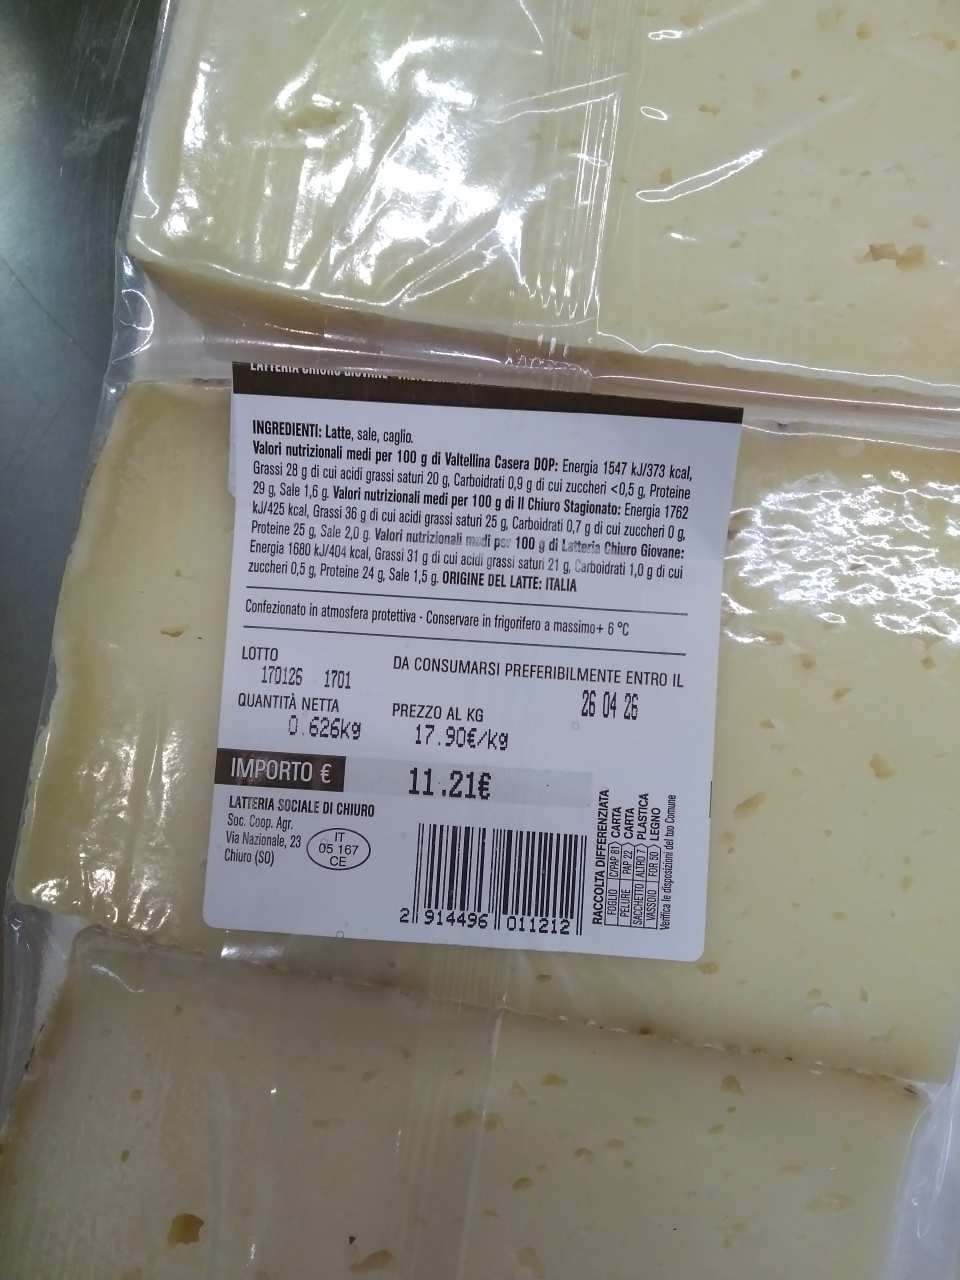 LATTERIA CHIURO GIOVANE
INGREDIENTI: Latte, sale, caglio.
Valori nutrizionali medi per 100 g di Valtellina Casera DOP: Energia 1547 kJ/373 kcal,
Grassi 28 g di cui acidi grassi saturi 20 g, Carboidrati 0,9 g di cui zuccheri <0,5 g, Proteine
29 g, Sale 1,6 g. Valori nutrizionali medi per 100 g di Il Chiuro Stagionato: Energia 1762
kJ/425 kcal, Grassi 36 g di cui acidi grassi saturi 25 g, Carboidrati 0,7 g di cui zuccheri 0 g,
Proteine 25 g, Sale 2,0 g. Valori nutrizionali medi per 100 g di Latteria Chiuro Giovane:
Energia 1680 kJ/404 kcal, Grassi 31 g di cui acidi grassi saturi 21 g, Carboidrati 1,0 g di cui
zuccheri 0,5 g, Proteine 24 g, Sale 1,5 g. ORIGINE DEL LATTE: ITALIA
Confezionato in atmosfera protettiva - Conservare in frigorifero a massimo+ 6 °C
LOTTO
170126 1701
DA CONSUMARSI PREFERIBILMENTE ENTRO IL
26 04 26
QUANTITÀ NETTA
0.626kg
PREZZO AL KG
17.90€/kg
IMPORTO €
11.21€
LATTERIA SOCIALE DI CHIURO
Soc. Coop. Agr.
Via Nazionale, 23
Chiuro (SO)
IT
05 167
CE
2 914496 011212
RACCOLTA DIFFERENZIATA
FOGLIO C/PAP 81 CARTA
PELURE PAP 22 CARTA
SACCHETTO ALTRO 7 PLASTICA
VASSOIO FOR 50 LEGNO
Verifica le disposizioni del tuo Comune